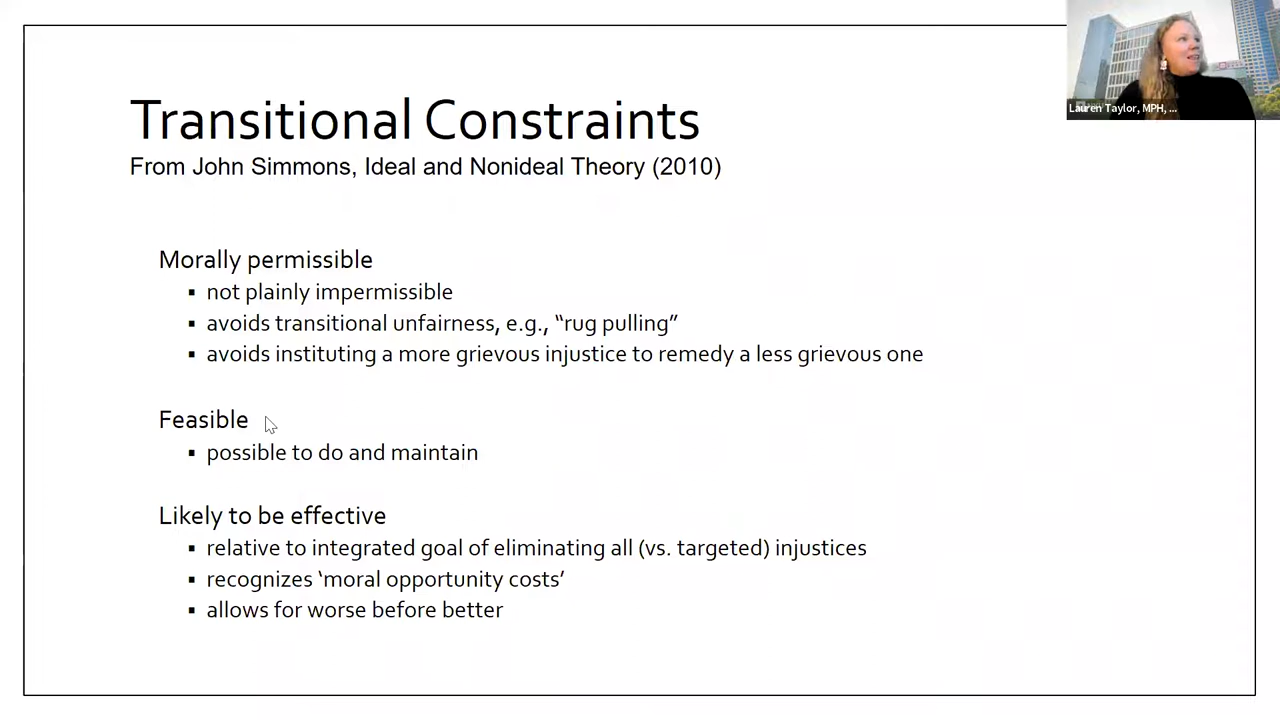 Transitional Constraints
From John Simmons, Ideal and Nonideal Theory (2010)
Morally permissible
▪ not plainly impermissible
▪ avoids transitional unfairness, e.g., “rug pulling”
▪ avoids instituting a more grievous injustice to remedy a less grievous one
Feasible
▪ possible to do and maintain
Likely to be effective
▪ relative to integrated goal of eliminating all (vs. targeted) injustices
▪ recognizes ‘moral opportunity costs’
▪ allows for worse before better
Lauren Taylor, MPH, ...